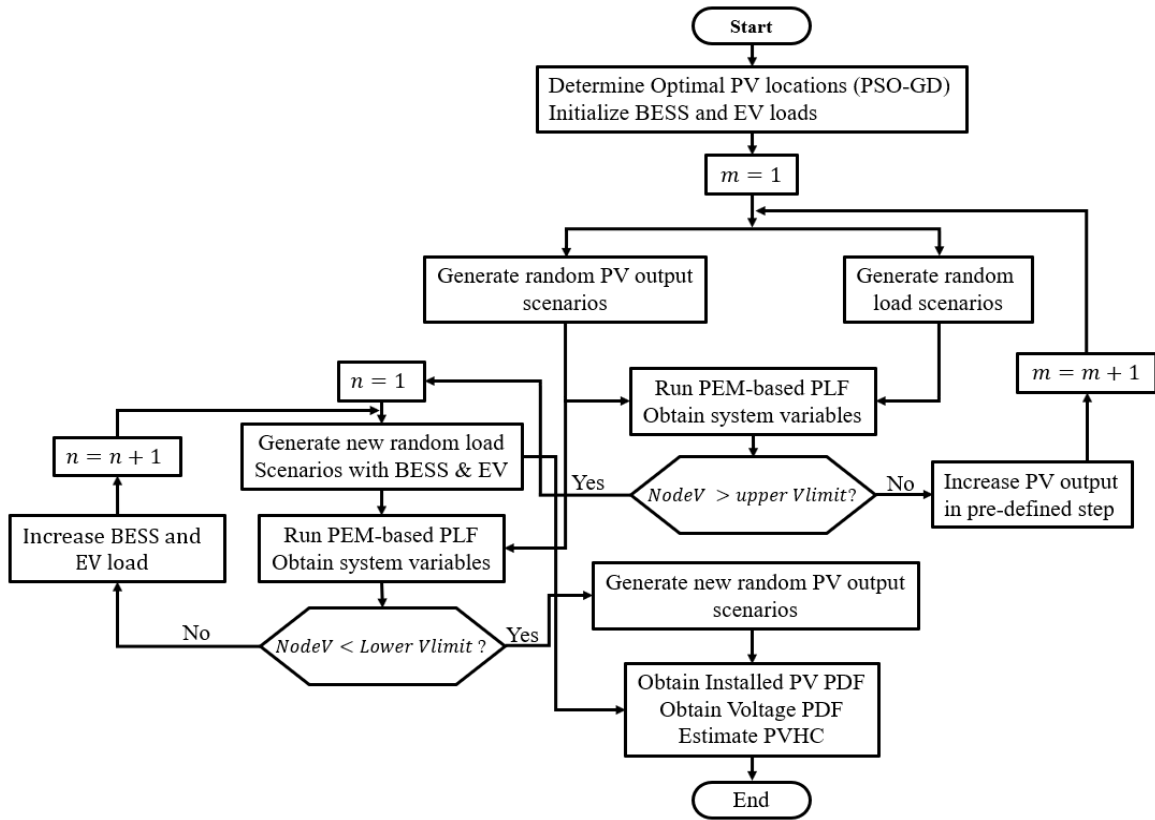 Start
Determine Optimal PV locations (PSO-GD)
Initialize BESS and EV loads
m = 1
Generate random PV output
scenarios
Generate random
load scenarios
n = 1
Run PEM-based PLF
Obtain system variables
m = m + 1
n = n + 1
Generate new random load
Scenarios with BESS & EV
Yes
NodeV > upper Vlimit?
No
Increase PV output
in pre-defined step
Increase BESS and
EV load
Run PEM-based PLF
Obtain system variables
Generate new random PV output
scenarios
No
NodeV < Lower Vlimit ?
Yes
Obtain Installed PV PDF
Obtain Voltage PDF
Estimate PVHC
End